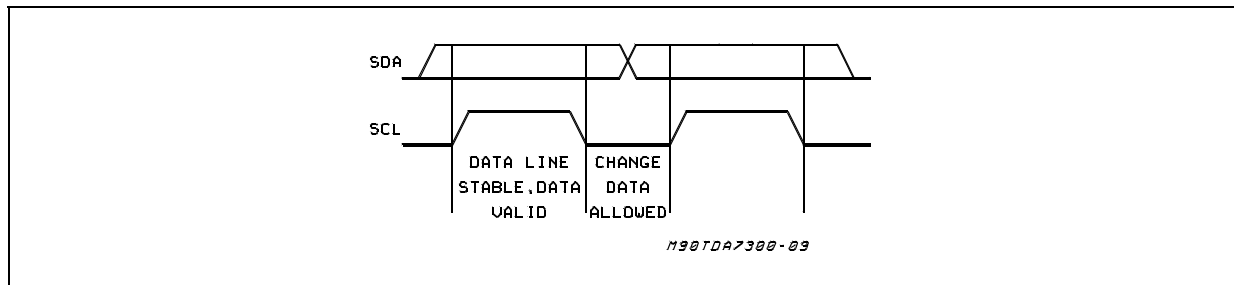 SDA
SCL
DATA LINE CHANGE
STABLE,DATA DATA
VALID ALLOWED
M90TDA7300-09